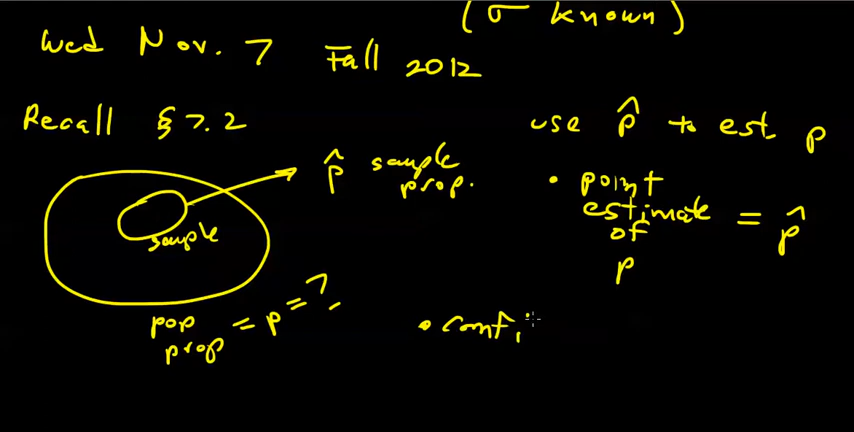 (σ known)
Wed Nov. 7 Fall 2012
Recall § 7.2
use p̂ to est p
p̂ sample prop.
sample
• point
estimate = p̂
of
p
pop
prop = p = ?
• conf i